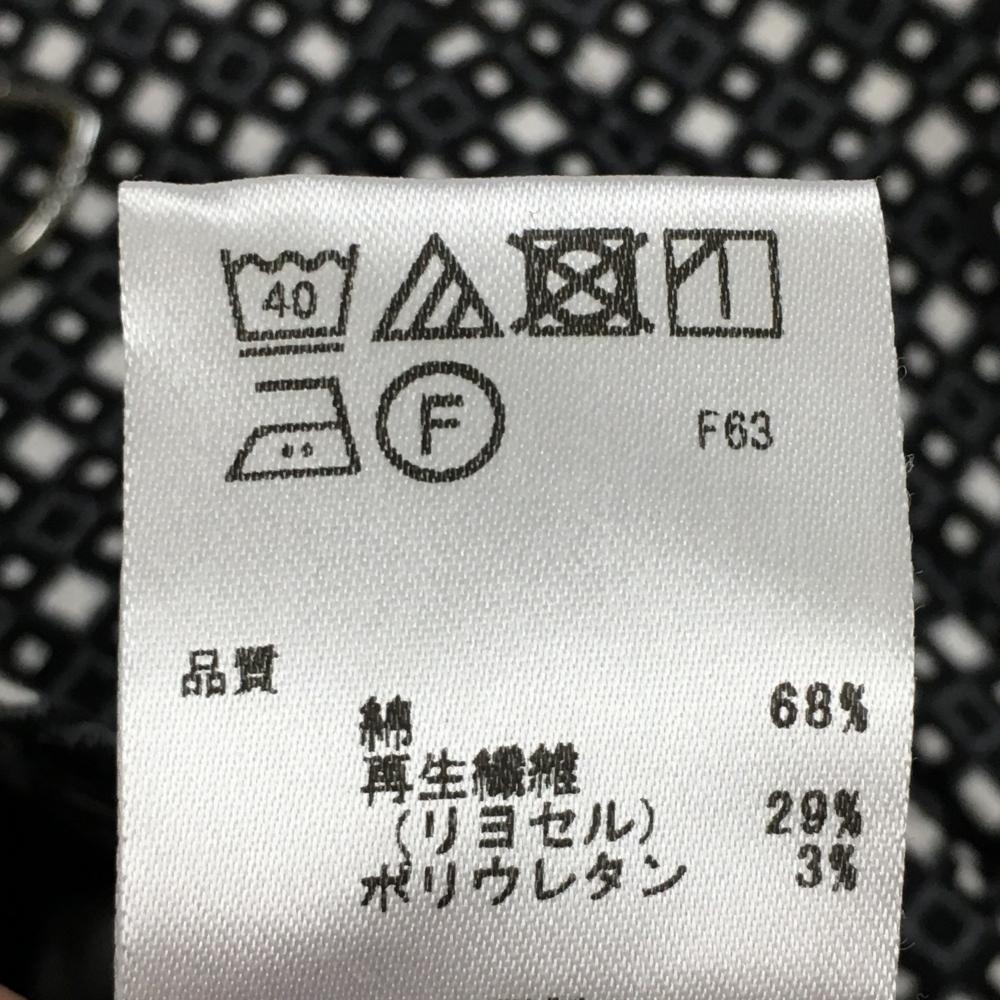 40
F F63
品質
綿 68%
再生繊維
(リヨセル) 29%
ポリウレタン 3%